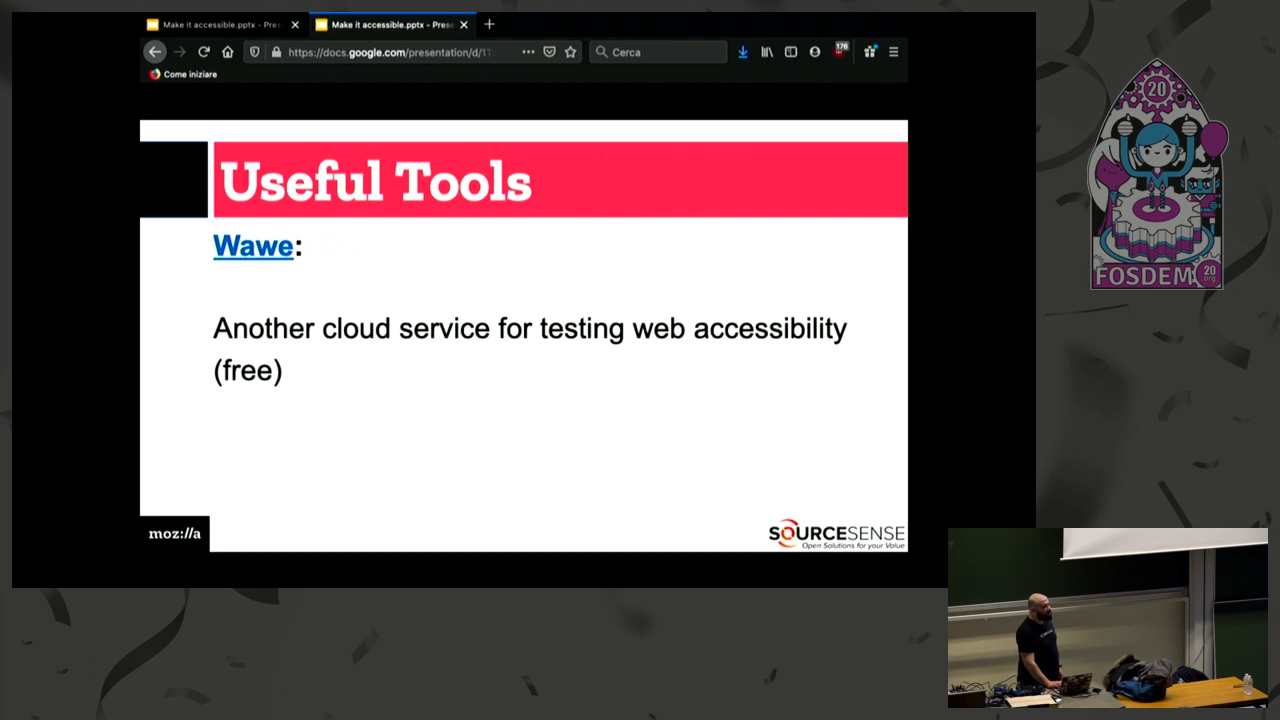 Make it accessible.pptx - Pres
Make it accessible.pptx - Prese
https://docs.google.com/presentation/d/1
Cerca
176
Come iniziare
Useful Tools
Wawe:
Another cloud service for testing web accessibility
(free)
moz://a
SOURCESENSE
Open Solutions for your Value
20
FOSDEM
20
.org